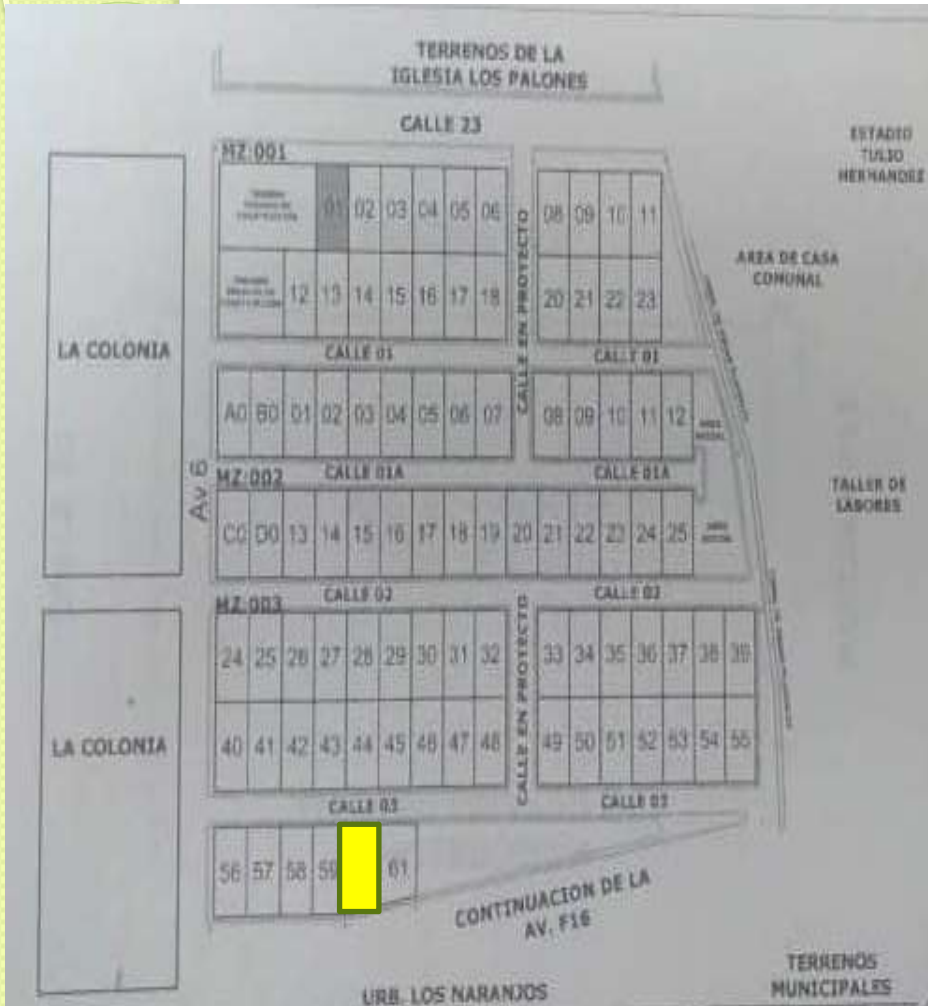 TERRENOS DE LA
IGLESIA LOS PALONES
CALLE 23
ESTADIO
TULIO
HERNANDEZ
MZ:001
01 02 03 04 05 06
08 09 10 11
AREA DE CASA
COMUNAL
12 13 14 15 16 17 18
20 21 22 23
CALLE EN PROYECTO
LA COLONIA
CALLE 01
CALLE 01
A0 B0 01 02 03 04 05 06 07
08 09 10 11 12
Av 6
MZ:002
CALLE 01A
CALLE 01A
TALLER DE
LABORES
C0 D0 13 14 15 16 17 18 19 20 21 22 23 24 25
MZ:003
CALLE 02
CALLE 02
24 25 26 27 28 29 30 31 32
33 34 35 36 37 38 39
CALLE EN PROYECTO
LA COLONIA
40 41 42 43 44 45 46 47 48
49 50 51 52 53 54 55
CALLE 03
CALLE 03
56 57 58 59 61
CONTINUACION DE LA
AV. F16
URB. LOS NARANJOS
TERRENOS
MUNICIPALES